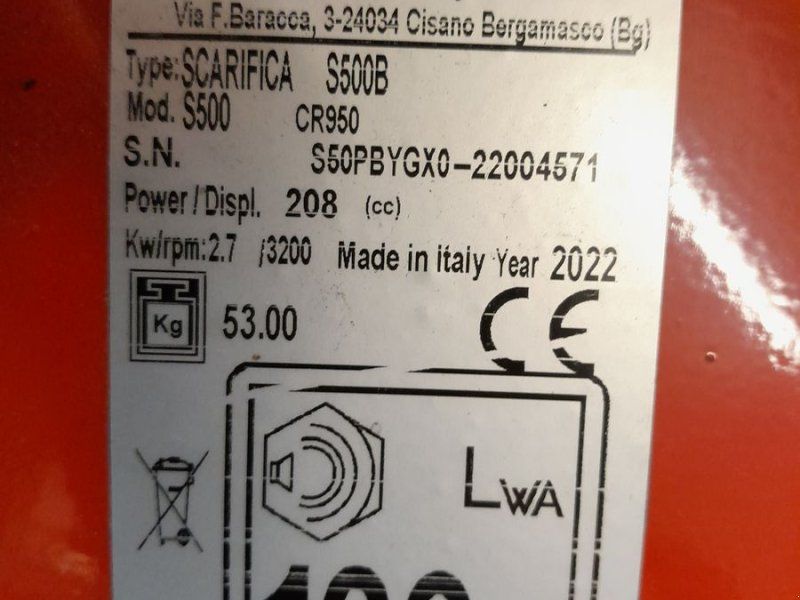 Via F.Baracca, 3-24034 Cisano Bergamasco (Bg)
Type: SCARIFICA S500B
Mod. S500 CR950
S.N. S50PBYGX0-22004571
Power / Displ. 208 (cc)
Kw/rpm: 2.7 /3200 Made in italy Year 2022
Kg 53.00
CE
LWA